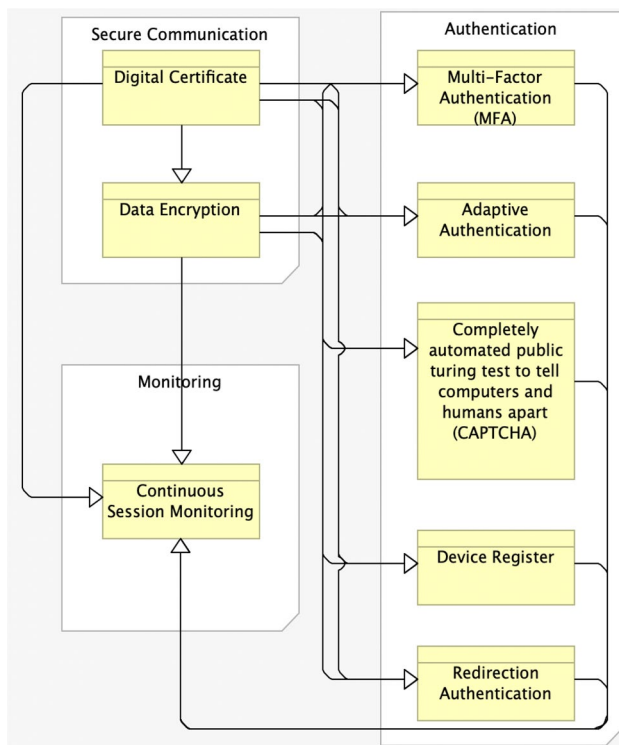 Secure Communication
Digital Certificate
Data Encryption
Monitoring
Continuous
Session Monitoring
Authentication
Multi-Factor
Authentication
(MFA)
Adaptive
Authentication
Completely
automated public
turing test to tell
computers and
humans apart
(CAPTCHA)
Device Register
Redirection
Authentication